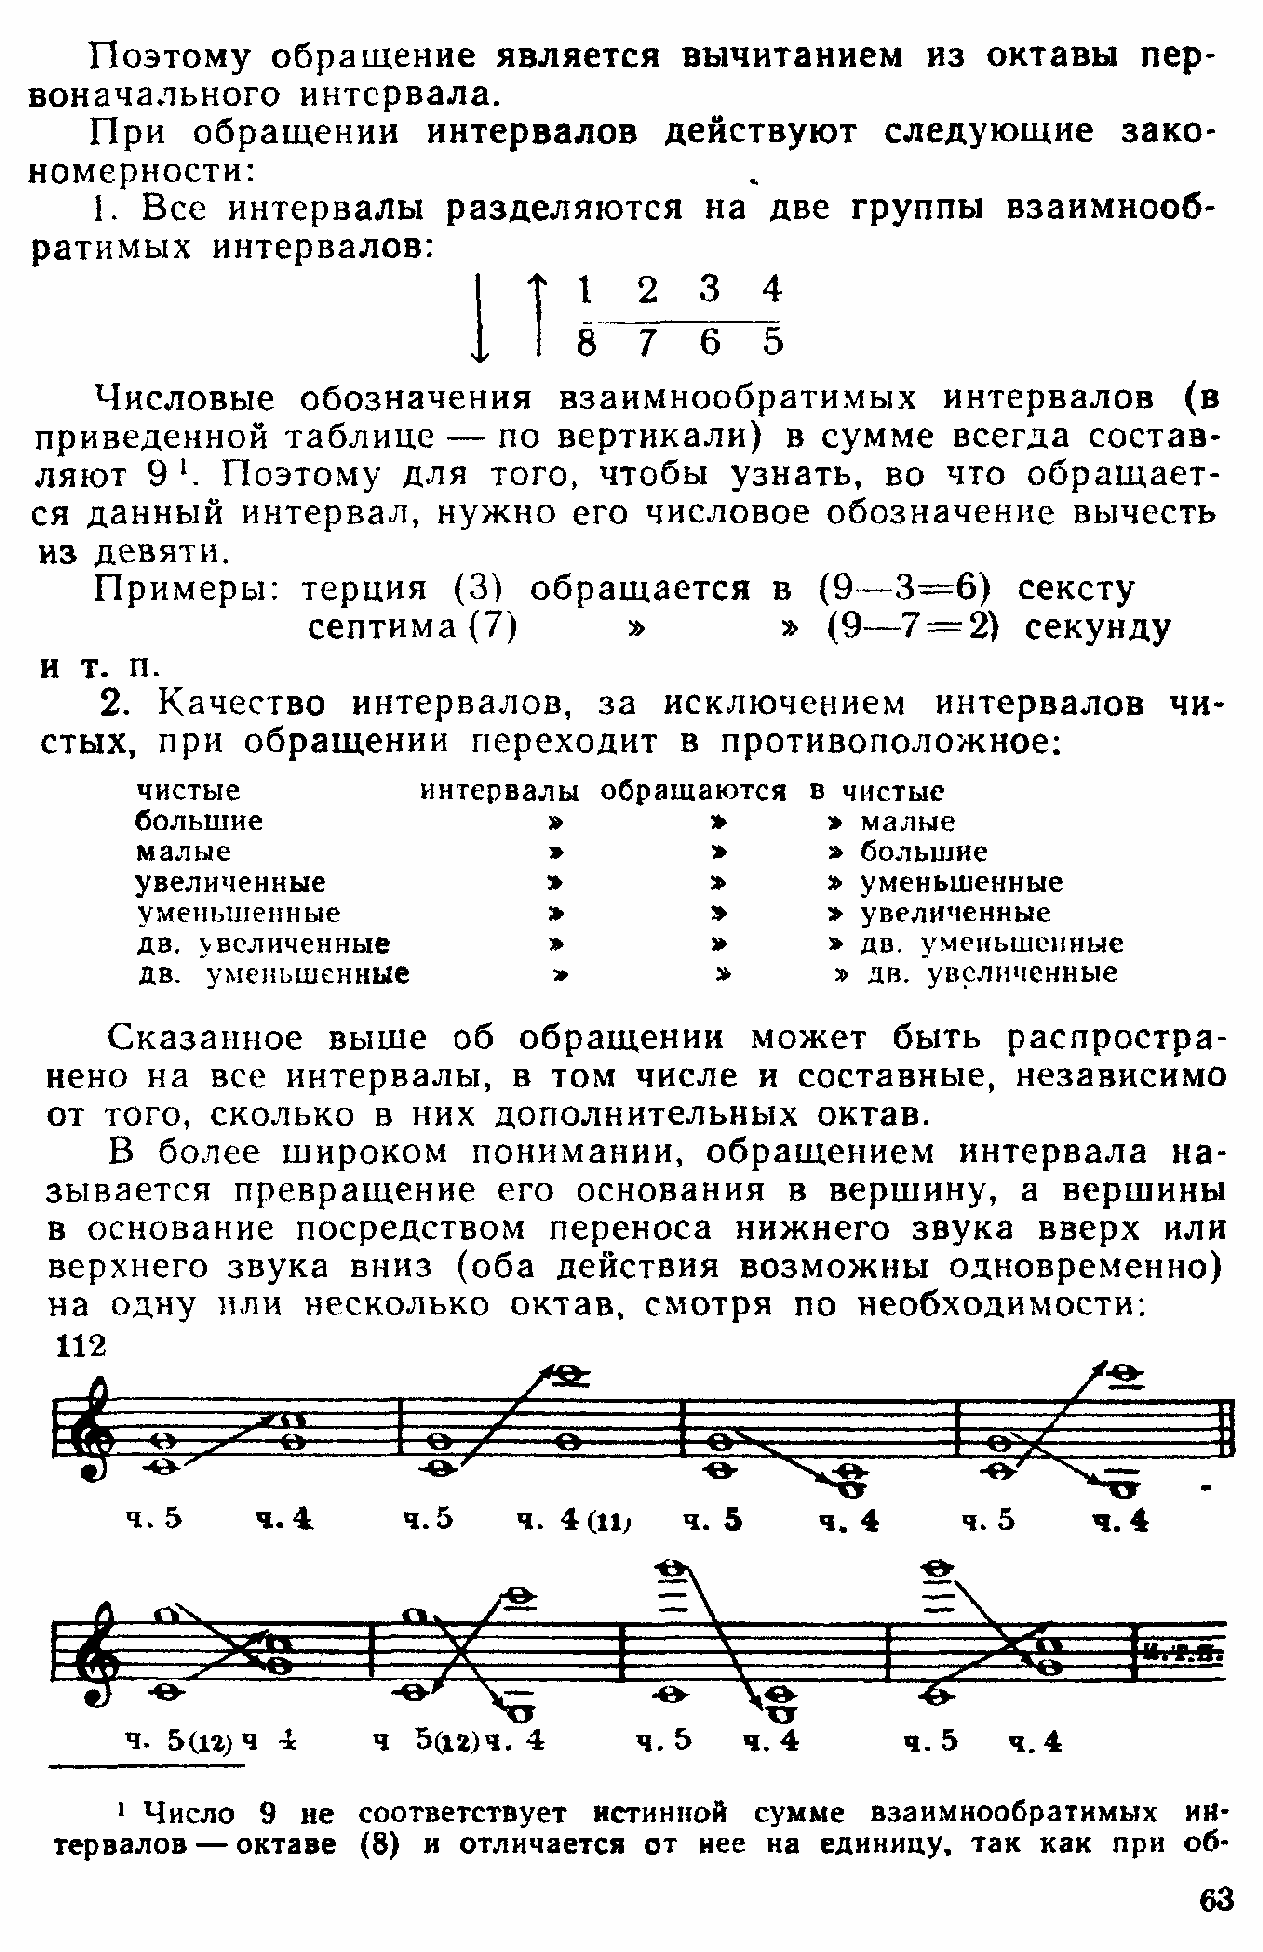 Поэтому обращение является вычитанием из октавы пер-
воначального интервала.
При обращении интервалов действуют следующие зако-
номерности:
1. Все интервалы разделяются на две группы взаимнооб-
ратимых интервалов:
1 2 3 4
8 7 6 5
Числовые обозначения взаимнообратимых интервалов (в
приведенной таблице — по вертикали) в сумме всегда состав-
ляют 9 ¹. Поэтому для того, чтобы узнать, во что обращает-
ся данный интервал, нужно его числовое обозначение вычесть
из девяти.
Примеры: терция (3) обращается в (9—3=6) сексту
септима (7) » » (9—7=2) секунду
и т. п.
2. Качество интервалов, за исключением интервалов чи-
стых, при обращении переходит в противоположное:
чистые интервалы обращаются в чистые
большие » » » малые
малые » » » большие
увеличенные » » » уменьшенные
уменьшенные » » » увеличенные
дв. увеличенные » » » дв. уменьшенные
дв. уменьшенные » » » дв. увеличенные
Сказанное выше об обращении может быть распростра-
нено на все интервалы, в том числе и составные, независимо
от того, сколько в них дополнительных октав.
В более широком понимании, обращением интервала на-
зывается превращение его основания в вершину, а вершины
в основание посредством переноса нижнего звука вверх или
верхнего звука вниз (оба действия возможны одновременно)
на одну или несколько октав, смотря по необходимости:
112
ч. 5 ч. 4 ч. 5 ч. 4 (11) ч. 5 ч. 4 ч. 5 ч. 4
и.т.п.
ч. 5(12) ч 4 ч 5(12) ч. 4 ч. 5 ч. 4 ч. 5 ч. 4
¹ Число 9 не соответствует истинной сумме взаимнообратимых ин-
тервалов — октаве (8) и отличается от нее на единицу, так как при об-
63